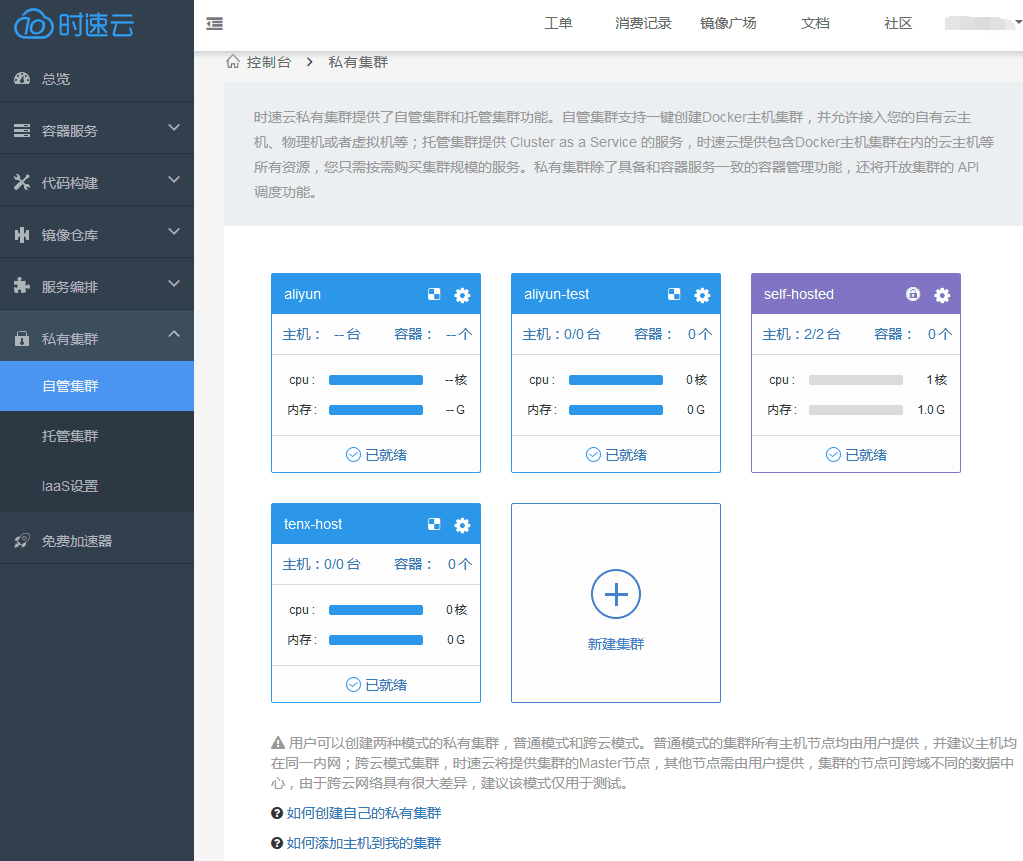 时速云
工单 消费记录 镜像广场 文档 社区
总览
容器服务
代码构建
镜像仓库
服务编排
私有集群
自管集群
托管集群
IaaS设置
免费加速器
控制台 > 私有集群
时速云私有集群提供了自管集群和托管集群功能。自管集群支持一键创建Docker主机集群，并允许接入您的自有云主
机、物理机或者虚拟机等；托管集群提供 Cluster as a Service 的服务，时速云提供包含Docker主机集群在内的云主机等
所有资源，您只需按需购买集群规模的服务。私有集群除了具备和容器服务一致的容器管理功能，还将开放集群的 API
调度功能。
aliyun
主机： --台 容器： --个
cpu : --核
内存 : --G
已就绪
aliyun-test
主机：0/0 台 容器： 0个
cpu : 0核
内存 : 0G
已就绪
self-hosted
主机：2/2 台 容器： 0个
cpu : 1核
内存 : 1.0G
已就绪
tenx-host
主机：0/0 台 容器： 0个
cpu : 0核
内存 : 0G
已就绪
新建集群
用户可以创建两种模式的私有集群，普通模式和跨云模式。普通模式的集群所有主机节点均由用户提供，并建议主机均
在同一内网；跨云模式集群，时速云将提供集群的Master节点，其他节点需由用户提供，集群的节点可跨域不同的数据中
心，由于跨云网络具有很大差异，建议该模式仅用于测试。
如何创建自己的私有集群
如何添加主机到我的集群